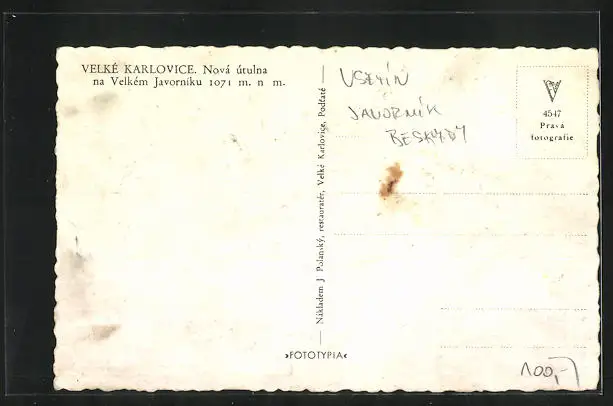 VELKÉ KARLOVICE. Nová útulna
na Velkém Javorníku 1071 m. n m.
Nákladem J Polanský, restauratér, Velké Karlovice, Podťaté
»FOTOTYPIA«
VSETÍN
JAVORNÍK
BESKYDY
4547
Pravá
fotografie
100,-